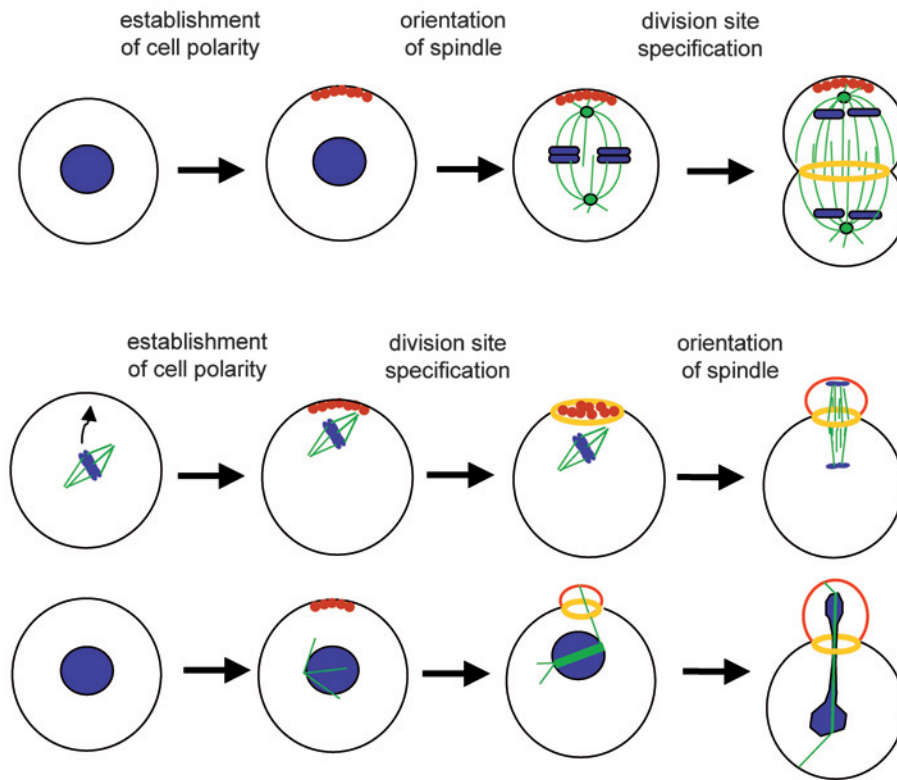 establishment
of cell polarity
orientation
of spindle
division site
specification
establishment
of cell polarity
division site
specification
orientation
of spindle